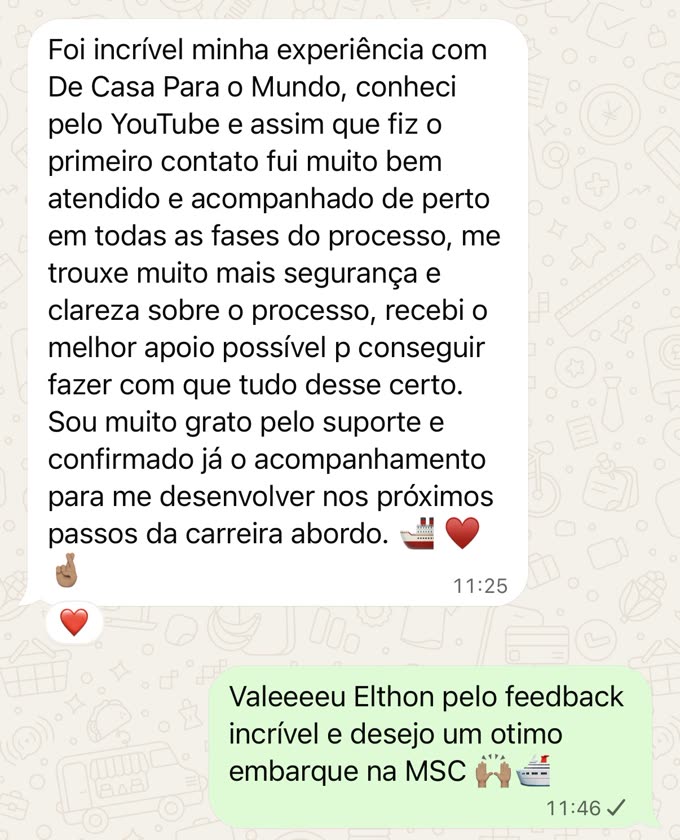 Foi incrível minha experiência com
De Casa Para o Mundo, conheci
pelo YouTube e assim que fiz o
primeiro contato fui muito bem
atendido e acompanhado de perto
em todas as fases do processo, me
trouxe muito mais segurança e
clareza sobre o processo, recebi o
melhor apoio possível p conseguir
fazer com que tudo desse certo.
Sou muito grato pelo suporte e
confirmado já o acompanhamento
para me desenvolver nos próximos
passos da carreira abordo. 🚢 ♥️
🤞🏽
11:25
❤️
Valeeeeu Elthon pelo feedback
incrível e desejo um otimo
embarque na MSC 🙌🏽🛳️
11:46